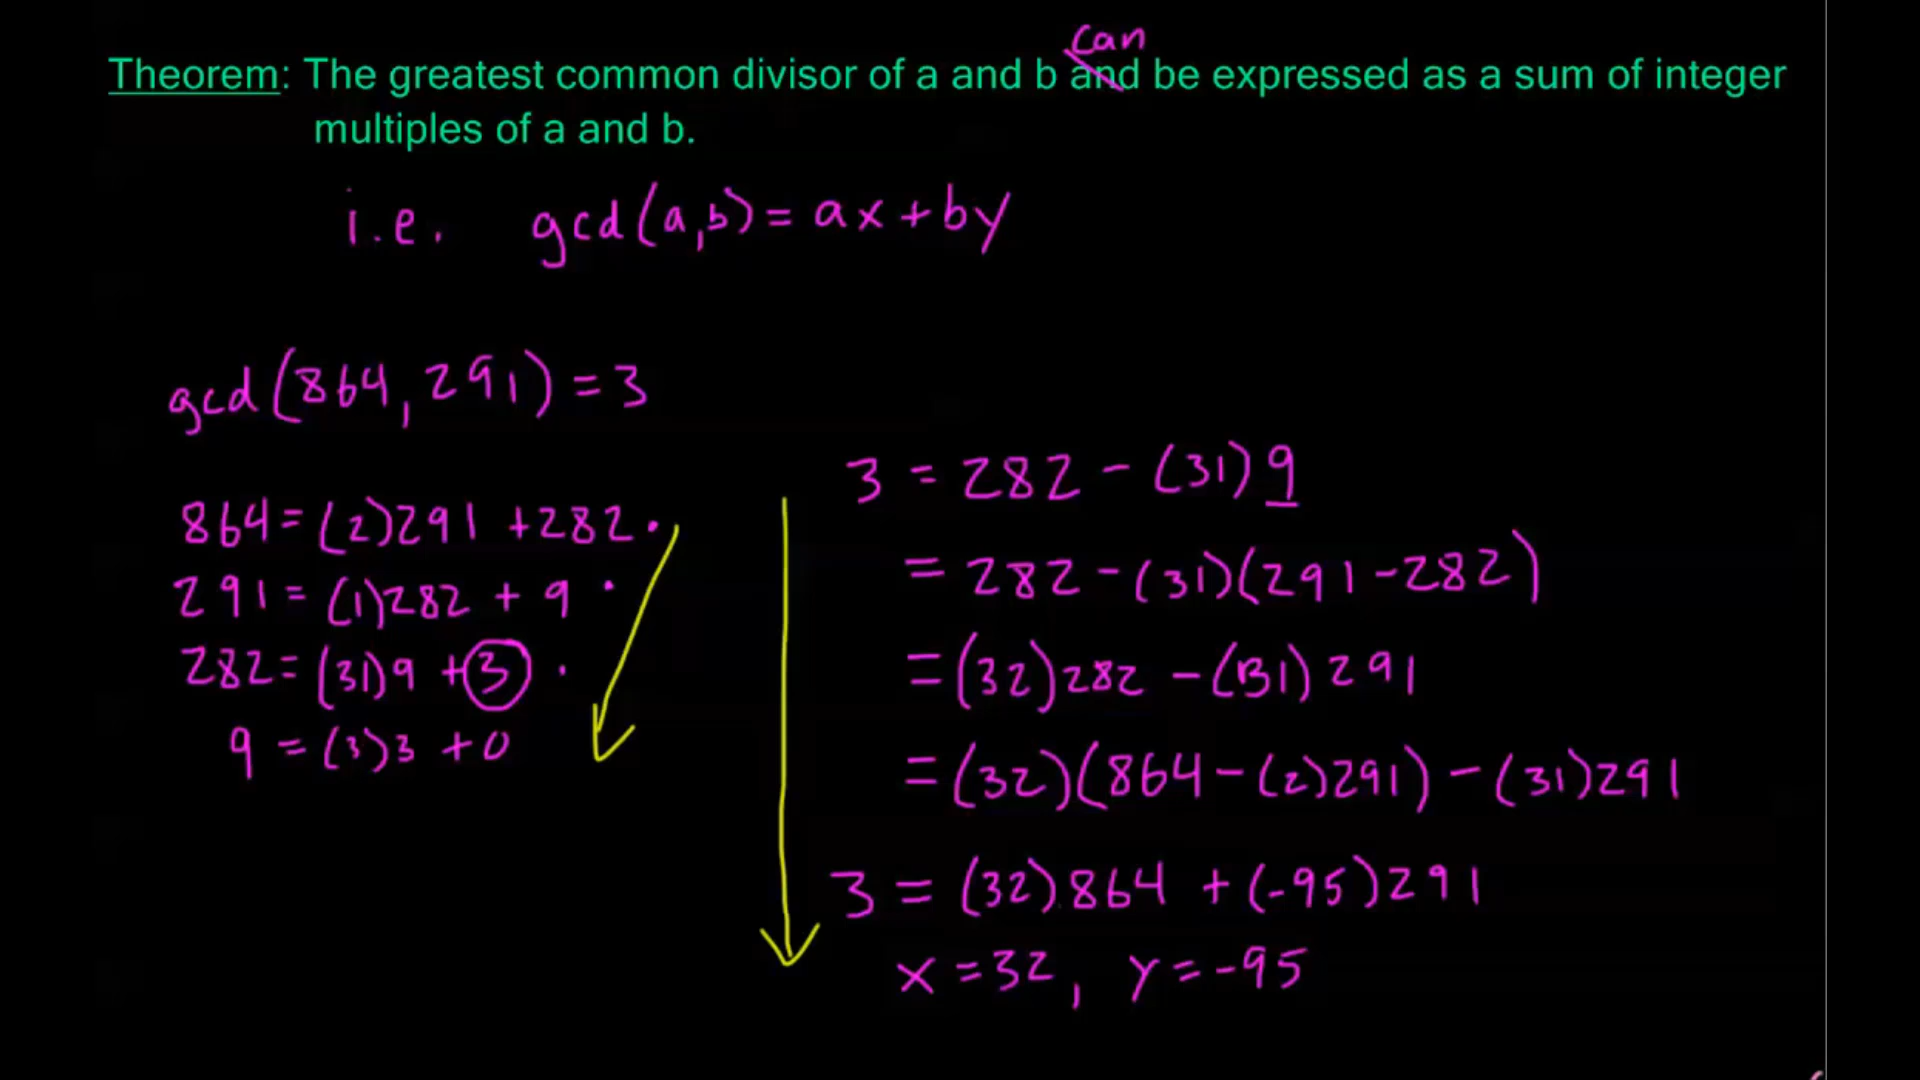 can
Theorem: The greatest common divisor of a and b and be expressed as a sum of integer
multiples of a and b.
i.e. gcd(a,b) = ax + by
gcd(864, 291) = 3
864 = (2)291 + 282 ·
291 = (1)282 + 9 ·
282 = (31)9 + 3 ·
9 = (3)3 + 0
3 = 282 - (31)9
= 282 - (31)(291 - 282)
= (32)282 - (31)291
= (32)(864 - (2)291) - (31)291
3 = (32)864 + (-95)291
x = 32, y = -95